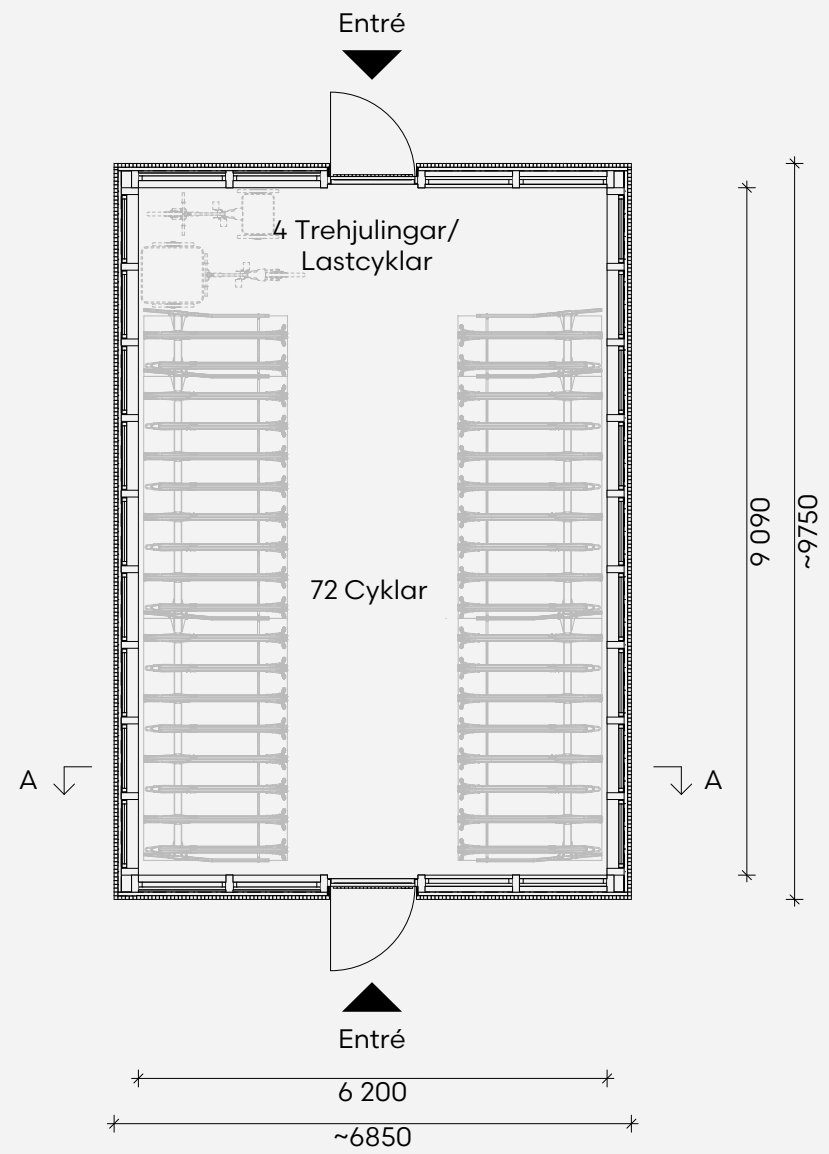 Entré
4 Trehjulingar/
Lastcyklar
9 090
~9750
72 Cyklar
A
A
Entré
6 200
~6850